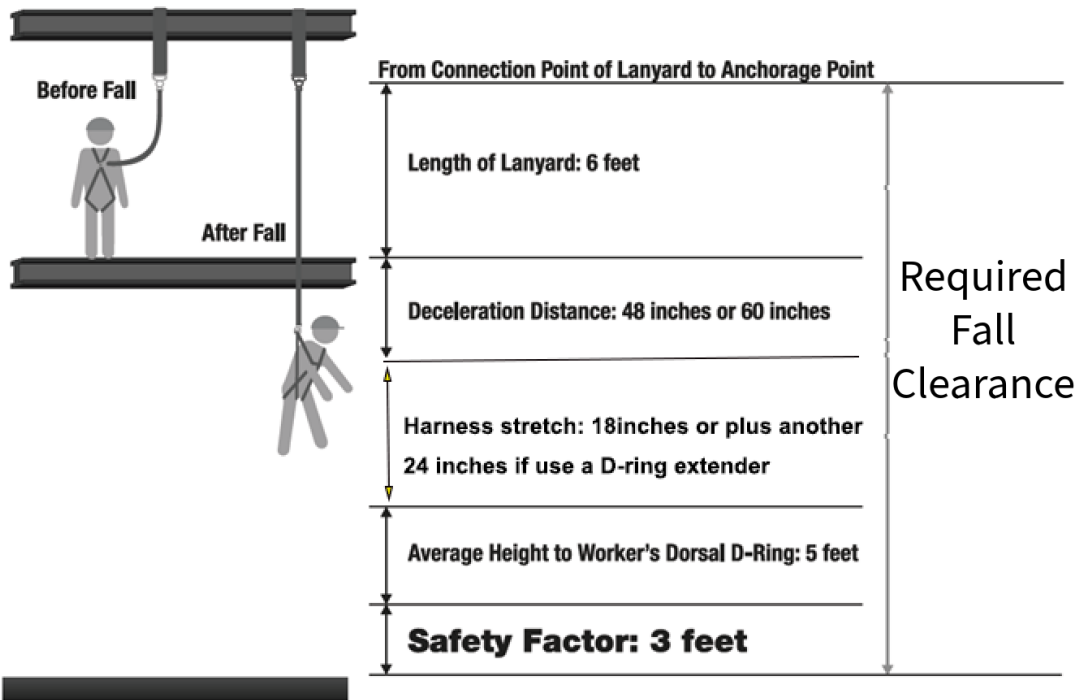 From Connection Point of Lanyard to Anchorage Point
Before Fall
Length of Lanyard: 6 feet
After Fall
Deceleration Distance: 48 inches or 60 inches
Required
Fall
Clearance
Harness stretch: 18inches or plus another
24 inches if use a D-ring extender
Average Height to Worker's Dorsal D-Ring: 5 feet
Safety Factor: 3 feet